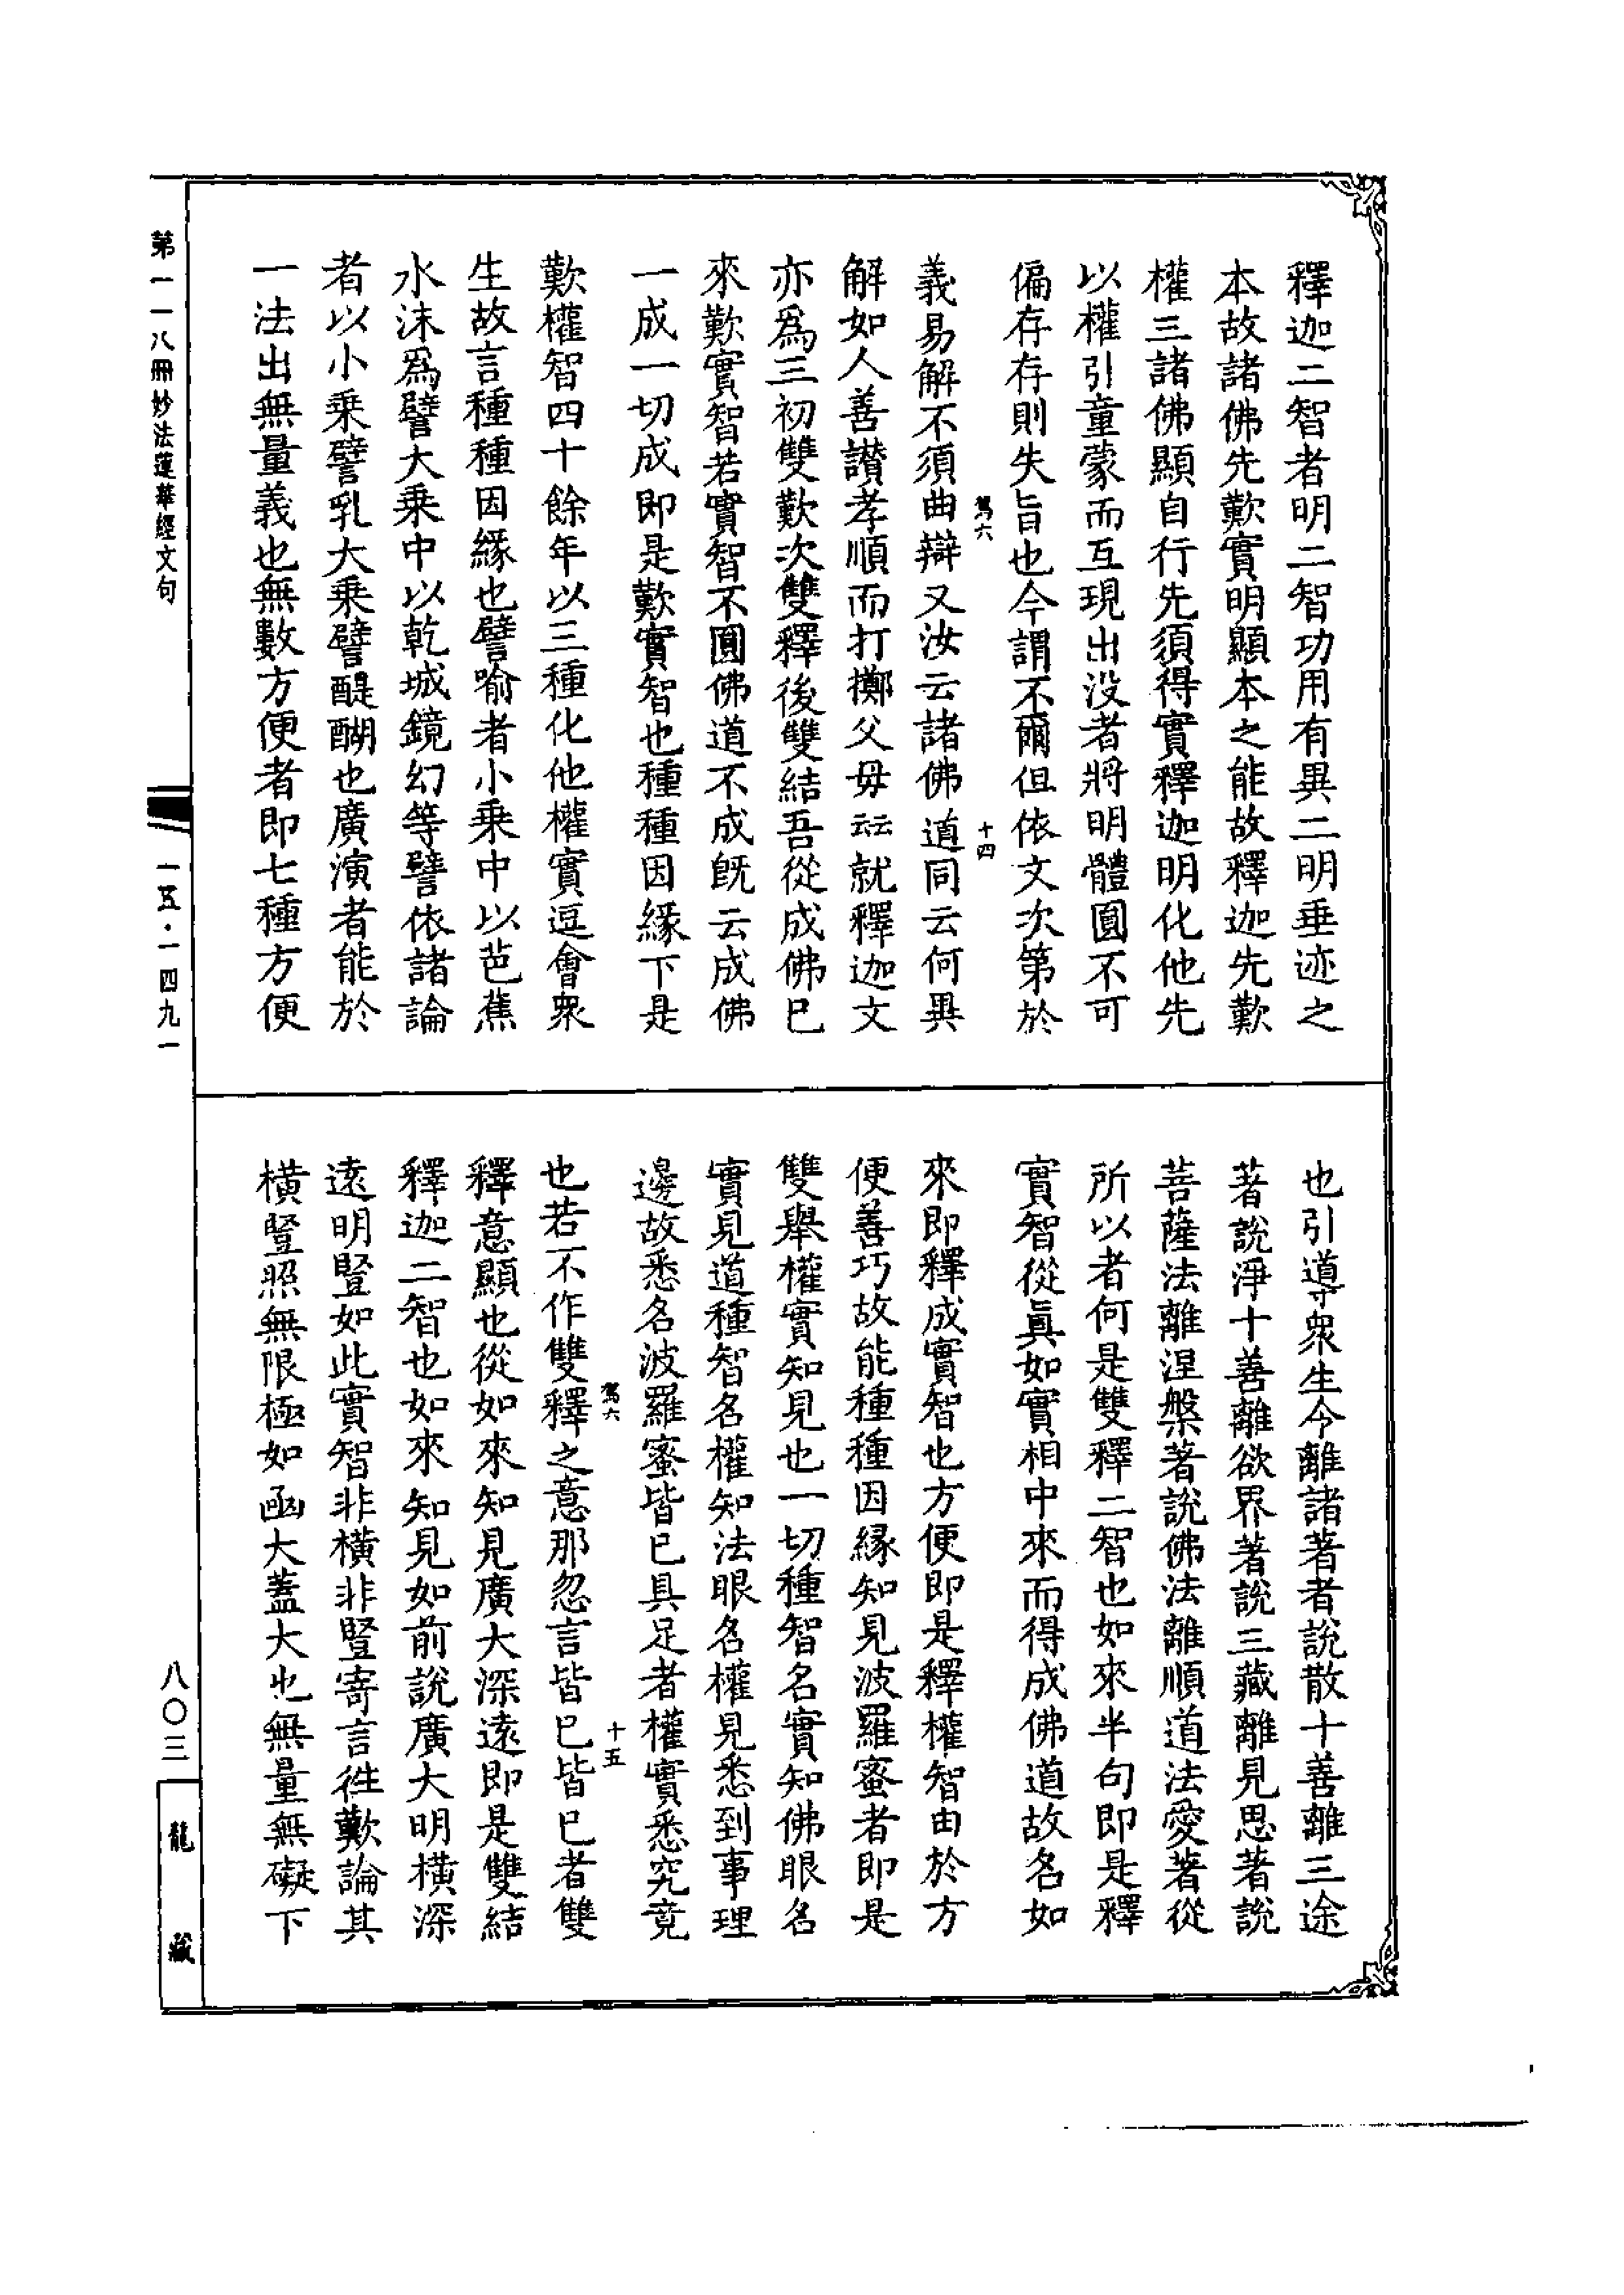 釋迦二智者明二智功用有異二明垂迹之
本故諸佛先歎實明顯本之能故釋迦先歎
權三諸佛顯自行先須得實釋迦明化他先
以權引童蒙而互現出没者將明體圓不可
偏存存則失旨也今謂不爾但依文次第於
駕六
十四
義易解不須曲辯又汝云諸佛道同云何異
解如人善讃孝順而打擲父母云云就釋迦文
亦爲三初雙歎次雙釋後雙結吾從成佛已
來歎實智若實智不圓佛道不成旣云成佛
一成一切成即是歎實智也種種因緣下是
歎權智四十餘年以三種化他權實逗會衆
生故言種種因緣也譬喻者小乗中以芭蕉
水沫爲譬大乗中以乾城鏡幻等譬依諸論
者以小乗譬乳大乗譬醍醐也廣演者能於
一法出無量義也無數方便者即七種方便
也引導衆生令離諸著者說散十善離三途
著說淨十善離欲界著說三藏離見思著說
菩薩法離涅槃著說佛法離順道法愛著從
所以者何是雙釋二智也如來半句即是釋
實智從眞如實相中來而得成佛道故名如
來即釋成實智也方便即是釋權智由於方
便善巧故能種種因緣知見波羅蜜者即是
雙舉權實知見也一切種智名實知佛眼名
實見道種智名權知法眼名權見悉到事理
邊故悉名波羅蜜皆已具足者權實悉究竟
駕六
十五
也若不作雙釋之意那忽言皆已皆已者雙
釋意顯也從如來知見廣大深遠即是雙結
釋迦二智也如來知見如前說廣大明橫深
遠明豎如此實智非橫非豎寄言徃歎論其
橫豎照無限極如函大蓋大也無量無礙下
第一一八冊妙法蓮華經文句
一五·一四九一
八〇三
龍藏